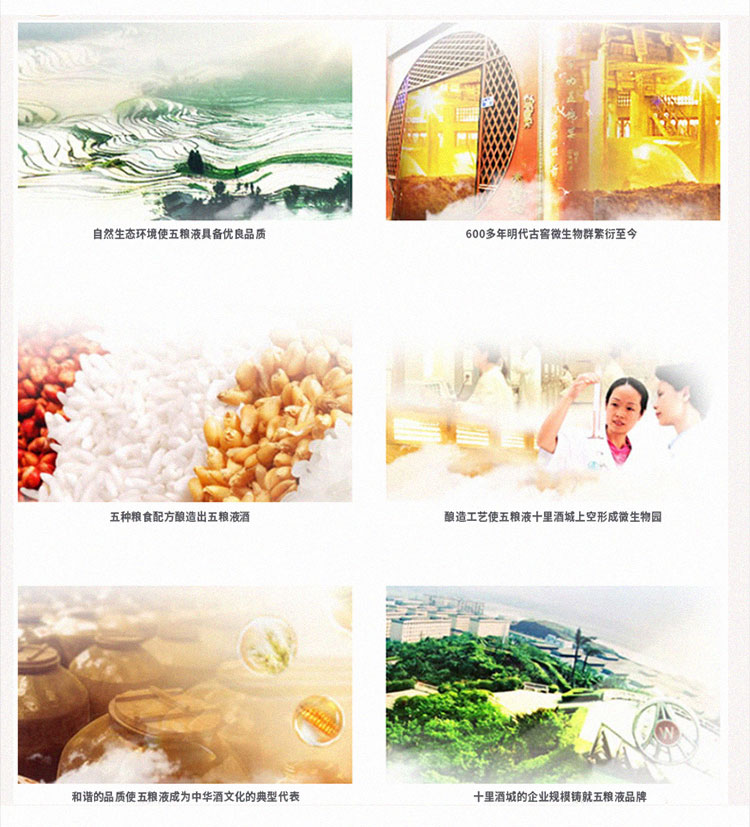 自然生态环境使五粮液具备优良品质
600多年明代古窖微生物群繁衍至今
五种粮食配方酿造出五粮液酒
酿造工艺使五粮液十里酒城上空形成微生物园
和谐的品质使五粮液成为中华酒文化的典型代表
W
十里酒城的企业规模铸就五粮液品牌